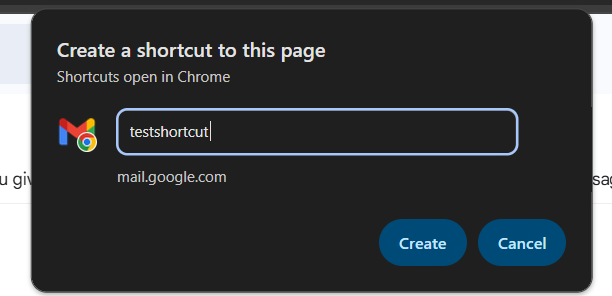 Create a shortcut to this page
Shortcuts open in Chrome
testshortcut
mail.google.com
Create
Cancel